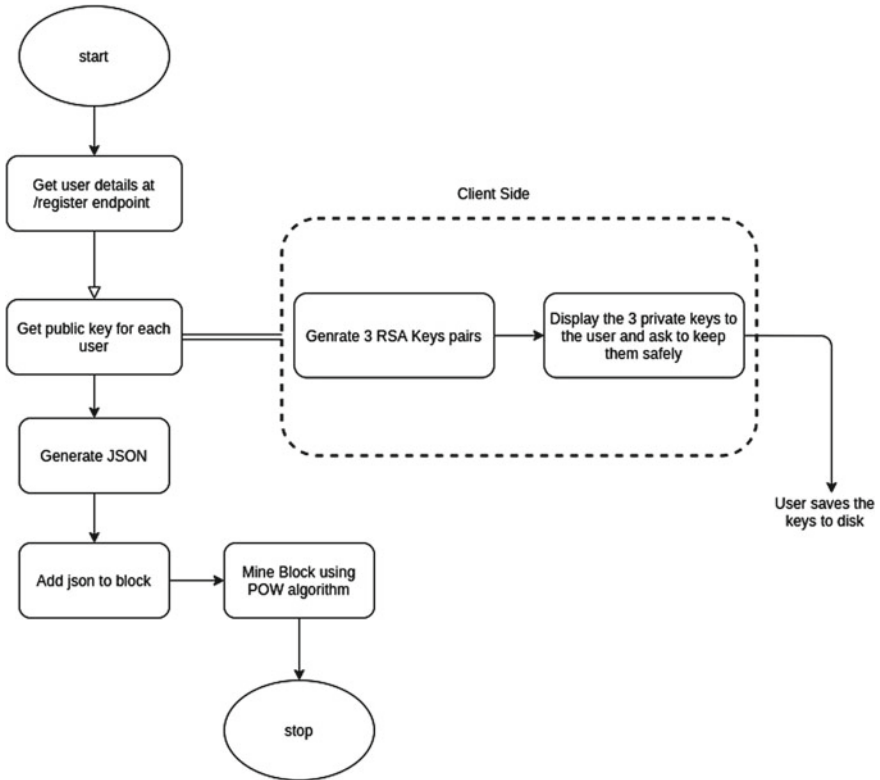 start
Get user details at
/register endpoint
Client Side
Get public key for each
user
Genrate 3 RSA Keys pairs
Display the 3 private keys to
the user and ask to keep
them safely
Generate JSON
User saves the
keys to disk
Add json to block
Mine Block using
POW algorithm
stop